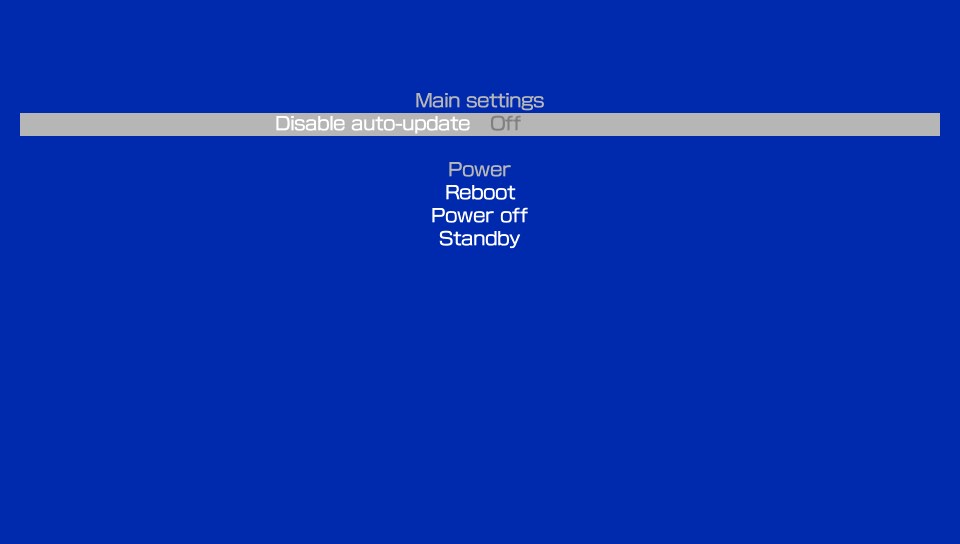 Main settings
Disable auto-update Off
Power
Reboot
Power off
Standby